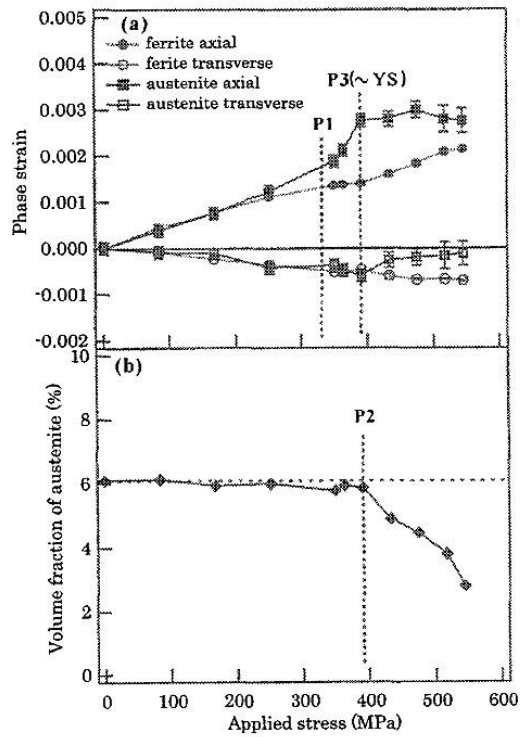 (a)
ferrite axial
ferite transverse
austenite axial
austenite transverse
P3(~ YS)
P1
Phase strain
0.005
0.004
0.003
0.002
0.001
0.000
-0.001
-0.002
(b)
P2
Volume fraction of austenite (%)
10
8
6
4
2
0
0 100 200 300 400 500 600
Applied stress (MPa)